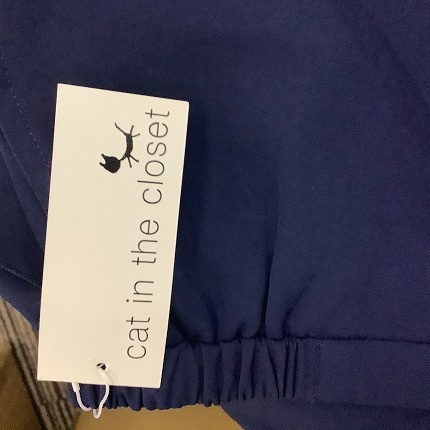 cat in the closet